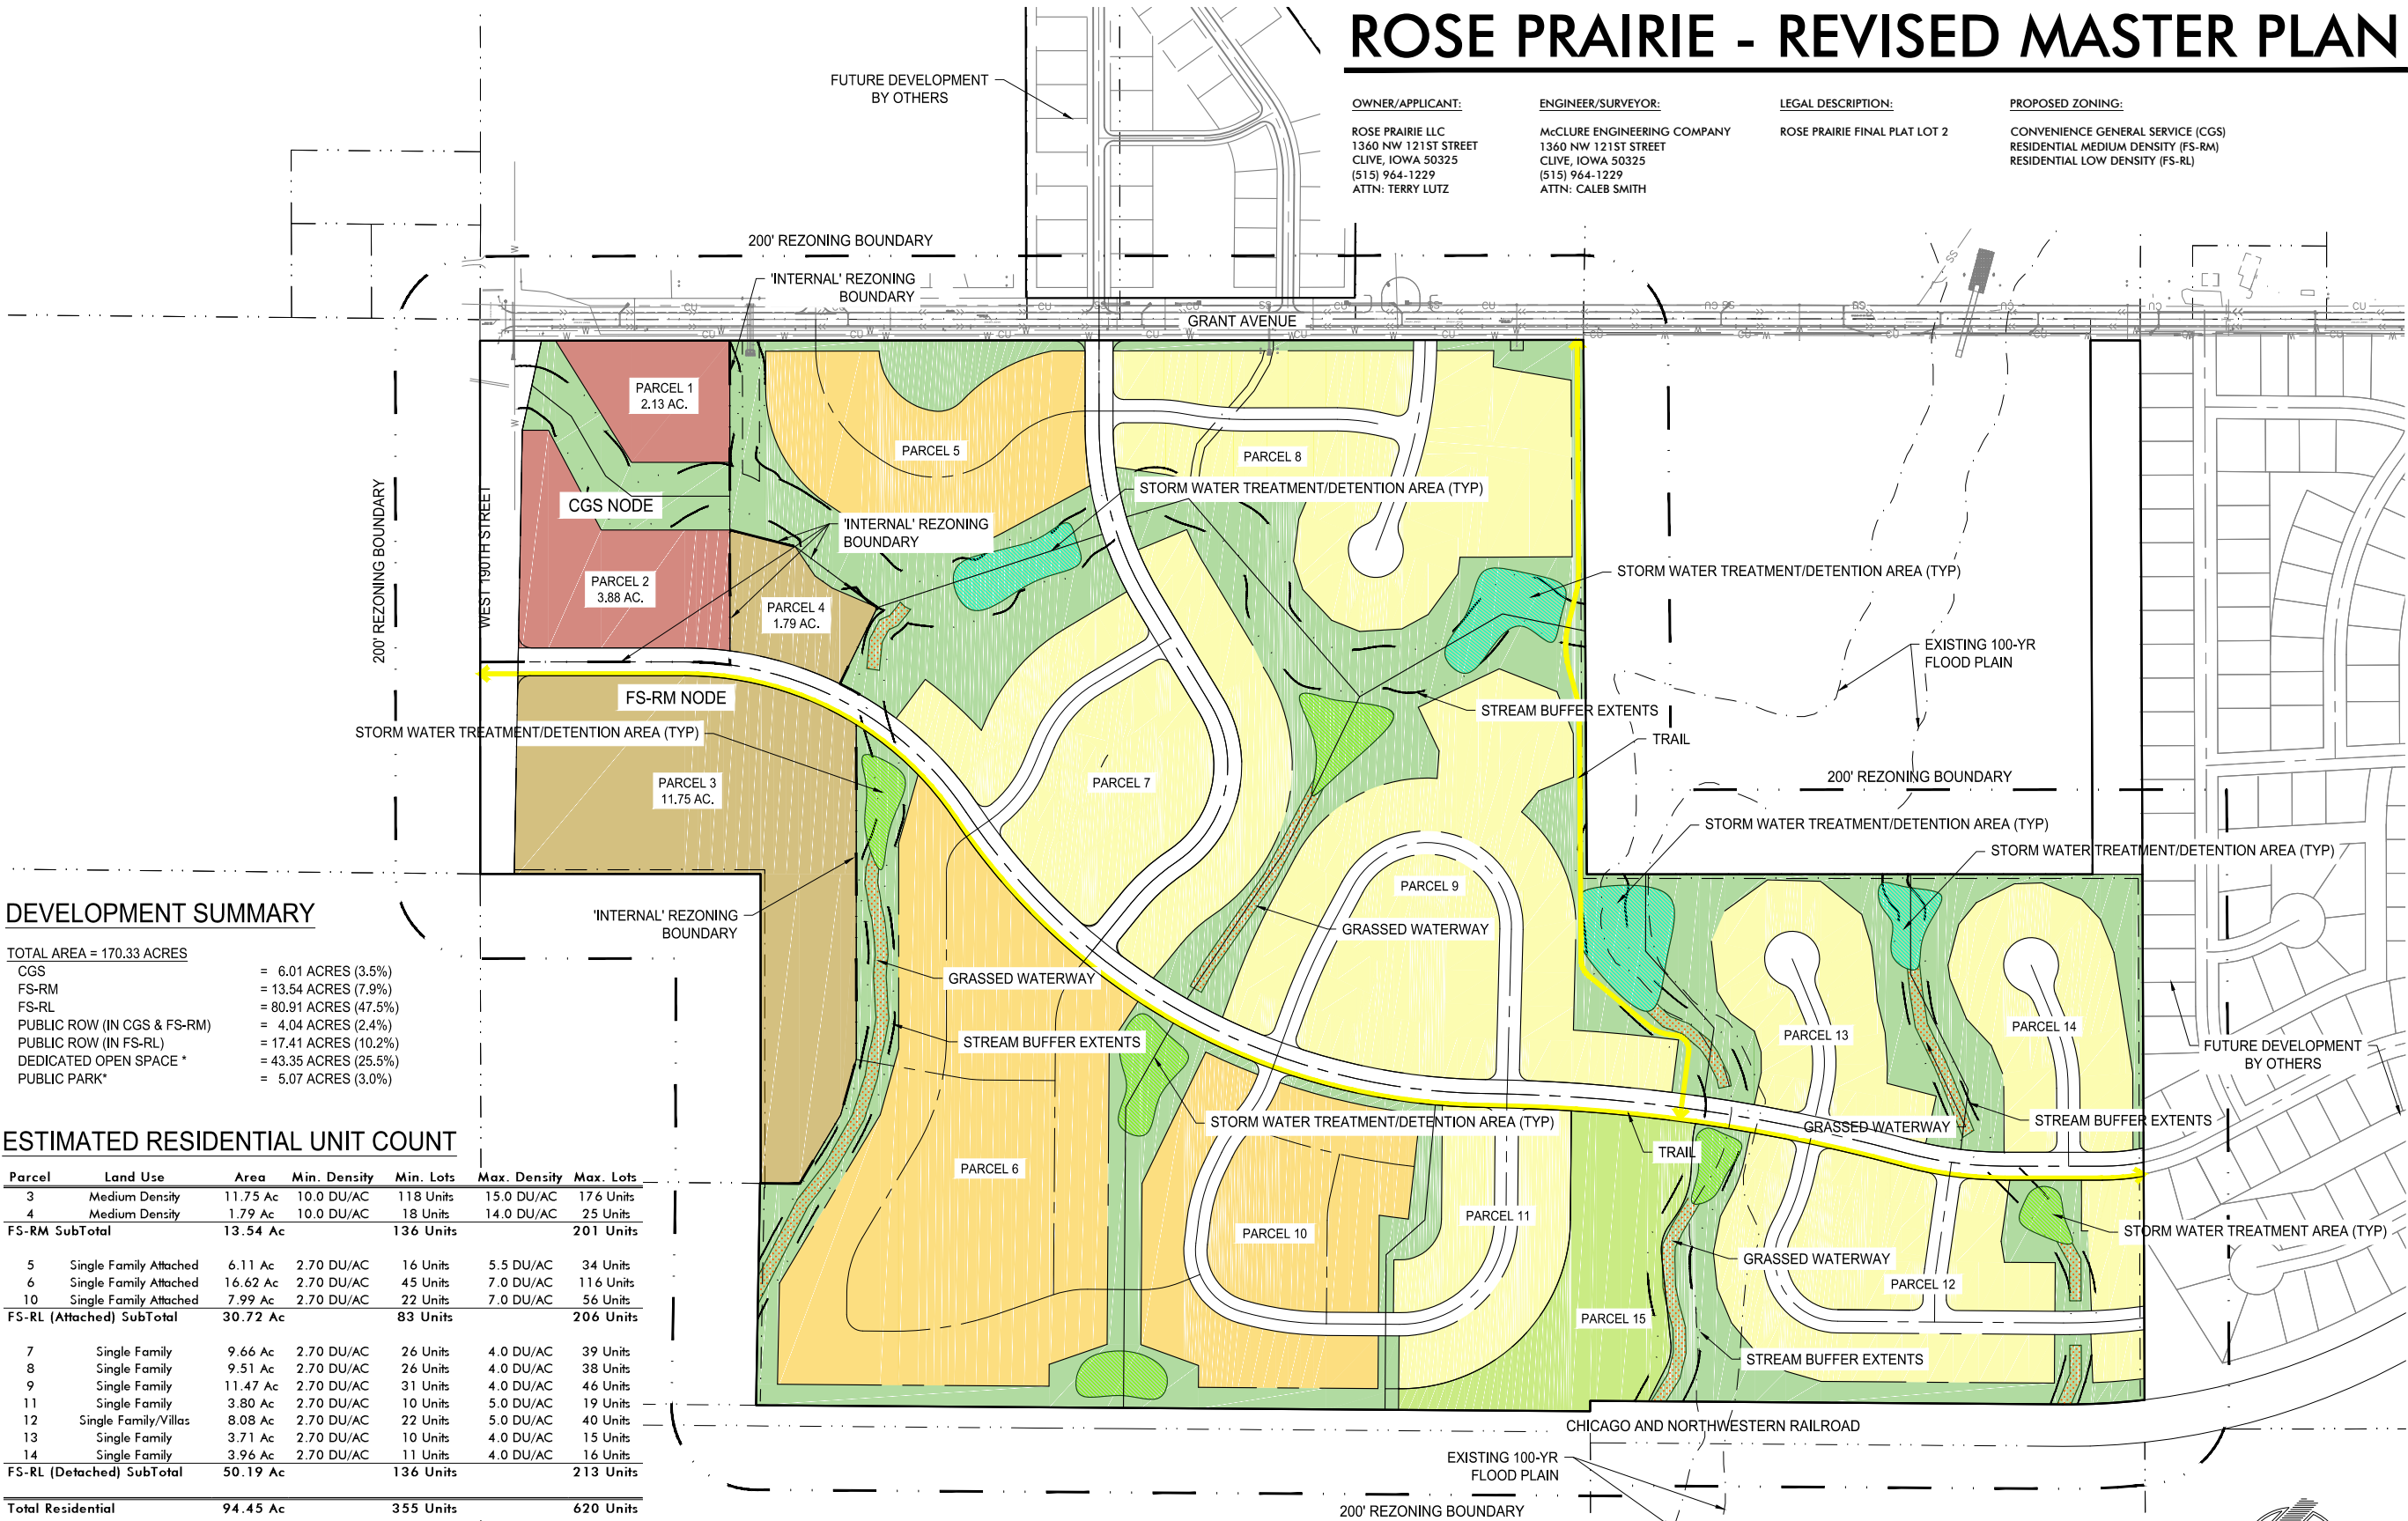 ROSE PRAIRIE - REVISED MASTER PLAN
OWNER/APPLICANT:
ROSE PRAIRIE LLC
1360 NW 121ST STREET
CLIVE, IOWA 50325
(515) 964-1229
ATTN: TERRY LUTZ
ENGINEER/SURVEYOR:
McCLURE ENGINEERING COMPANY
1360 NW 121ST STREET
CLIVE, IOWA 50325
(515) 964-1229
ATTN: CALEB SMITH
LEGAL DESCRIPTION:
ROSE PRAIRIE FINAL PLAT LOT 2
PROPOSED ZONING:
CONVENIENCE GENERAL SERVICE (CGS)
RESIDENTIAL MEDIUM DENSITY (FS-RM)
RESIDENTIAL LOW DENSITY (FS-RL)
FUTURE DEVELOPMENT
BY OTHERS
200' REZONING BOUNDARY
'INTERNAL' REZONING
BOUNDARY
GRANT AVENUE
PARCEL 1
2.13 AC.
PARCEL 5
PARCEL 8
STORM WATER TREATMENT/DETENTION AREA (TYP)
CGS NODE
'INTERNAL' REZONING
BOUNDARY
200' REZONING BOUNDARY
WEST 190TH STREET
PARCEL 2
3.88 AC.
PARCEL 4
1.79 AC.
STORM WATER TREATMENT/DETENTION AREA (TYP)
EXISTING 100-YR
FLOOD PLAIN
FS-RM NODE
STREAM BUFFER EXTENTS
STORM WATER TREATMENT/DETENTION AREA (TYP)
TRAIL
PARCEL 3
11.75 AC.
PARCEL 7
200' REZONING BOUNDARY
STORM WATER TREATMENT/DETENTION AREA (TYP)
STORM WATER TREATMENT/DETENTION AREA (TYP)
PARCEL 9
'INTERNAL' REZONING
BOUNDARY
GRASSED WATERWAY
GRASSED WATERWAY
STREAM BUFFER EXTENTS
PARCEL 13
PARCEL 14
FUTURE DEVELOPMENT
BY OTHERS
STORM WATER TREATMENT/DETENTION AREA (TYP)
GRASSED WATERWAY
STREAM BUFFER EXTENTS
TRAIL
PARCEL 6
PARCEL 11
PARCEL 10
STORM WATER TREATMENT AREA (TYP)
GRASSED WATERWAY
PARCEL 12
PARCEL 15
STREAM BUFFER EXTENTS
CHICAGO AND NORTHWESTERN RAILROAD
EXISTING 100-YR
FLOOD PLAIN
200' REZONING BOUNDARY
DEVELOPMENT SUMMARY
TOTAL AREA = 170.33 ACRES
CGS = 6.01 ACRES (3.5%)
FS-RM = 13.54 ACRES (7.9%)
FS-RL = 80.91 ACRES (47.5%)
PUBLIC ROW (IN CGS & FS-RM) = 4.04 ACRES (2.4%)
PUBLIC ROW (IN FS-RL) = 17.41 ACRES (10.2%)
DEDICATED OPEN SPACE * = 43.35 ACRES (25.5%)
PUBLIC PARK* = 5.07 ACRES (3.0%)
ESTIMATED RESIDENTIAL UNIT COUNT
Parcel Land Use Area Min. Density Min. Lots Max. Density Max. Lots
3 Medium Density 11.75 Ac 10.0 DU/AC 118 Units 15.0 DU/AC 176 Units
4 Medium Density 1.79 Ac 10.0 DU/AC 18 Units 14.0 DU/AC 25 Units
FS-RM SubTotal 13.54 Ac 136 Units 201 Units
5 Single Family Attached 6.11 Ac 2.70 DU/AC 16 Units 5.5 DU/AC 34 Units
6 Single Family Attached 16.62 Ac 2.70 DU/AC 45 Units 7.0 DU/AC 116 Units
10 Single Family Attached 7.99 Ac 2.70 DU/AC 22 Units 7.0 DU/AC 56 Units
FS-RL (Attached) SubTotal 30.72 Ac 83 Units 206 Units
7 Single Family 9.66 Ac 2.70 DU/AC 26 Units 4.0 DU/AC 39 Units
8 Single Family 9.51 Ac 2.70 DU/AC 26 Units 4.0 DU/AC 38 Units
9 Single Family 11.47 Ac 2.70 DU/AC 31 Units 4.0 DU/AC 46 Units
11 Single Family 3.80 Ac 2.70 DU/AC 10 Units 5.0 DU/AC 19 Units
12 Single Family/Villas 8.08 Ac 2.70 DU/AC 22 Units 5.0 DU/AC 40 Units
13 Single Family 3.71 Ac 2.70 DU/AC 10 Units 4.0 DU/AC 15 Units
14 Single Family 3.96 Ac 2.70 DU/AC 11 Units 4.0 DU/AC 16 Units
FS-RL (Detached) SubTotal 50.19 Ac 136 Units 213 Units
Total Residential 94.45 Ac 355 Units 620 Units